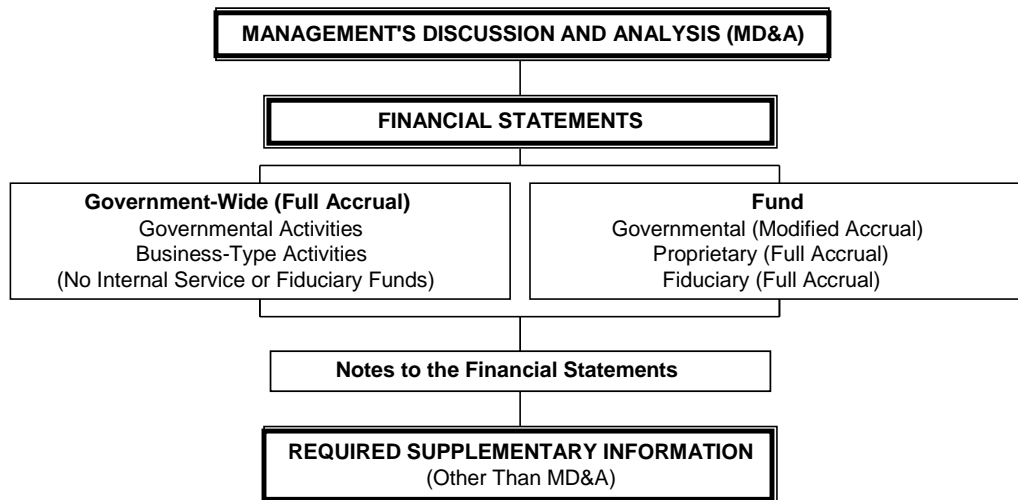 MANAGEMENT'S DISCUSSION AND ANALYSIS (MD&A)
FINANCIAL STATEMENTS
Government-Wide (Full Accrual)
Governmental Activities
Business-Type Activities
(No Internal Service or Fiduciary Funds)
Fund
Governmental (Modified Accrual)
Proprietary (Full Accrual)
Fiduciary (Full Accrual)
Notes to the Financial Statements
REQUIRED SUPPLEMENTARY INFORMATION
(Other Than MD&A)